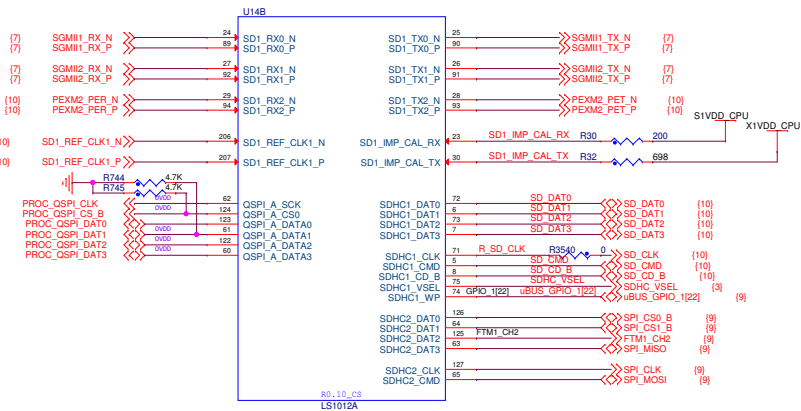 U14B
{7} SGMII1_RX_N 24 SD1_RX0_N SD1_TX0_N 25 SGMII1_TX_N {7}
{7} SGMII1_RX_P 89 SD1_RX0_P SD1_TX0_P 90 SGMII1_TX_P {7}
{7} SGMII2_RX_N 27 SD1_RX1_N SD1_TX1_N 26 SGMII2_TX_N {7}
{7} SGMII2_RX_P 92 SD1_RX1_P SD1_TX1_P 91 SGMII2_TX_P {7}
{10} PEXM2_PER_N 29 SD1_RX2_N SD1_TX2_N 28 PEXM2_PET_N {10}
{10} PEXM2_PER_P 94 SD1_RX2_P SD1_TX2_P 93 PEXM2_PET_P {10}
S1VDD_CPU
X1VDD_CPU
10} SD1_REF_CLK1_N 206 SD1_REF_CLK1_N SD1_IMP_CAL_RX 23 SD1_IMP_CAL_RX R30 200
10} SD1_REF_CLK1_P 207 SD1_REF_CLK1_P SD1_IMP_CAL_TX 30 SD1_IMP_CAL_TX R32 698
R744 4.7K
R745 4.7K
PROC_QSPI_CLK 0VDD 62 QSPI_A_SCK SDHC1_DAT0 72 SD_DAT0 SD_DAT0 {10}
PROC_QSPI_CS_B 0VDD 124 QSPI_A_CS0 SDHC1_DAT1 6 SD_DAT1 SD_DAT1 {10}
PROC_QSPI_DAT0 123 QSPI_A_DATA0 SDHC1_DAT2 73 SD_DAT2 SD_DAT2 {10}
PROC_QSPI_DAT1 0VDD 61 QSPI_A_DATA1 SDHC1_DAT3 7 SD_DAT3 SD_DAT3 {10}
PROC_QSPI_DAT2 0VDD 122 QSPI_A_DATA2
PROC_QSPI_DAT3 60 QSPI_A_DATA3 SDHC1_CLK 71 R_SD_CLK R3540 0 SD_CLK {10}
SDHC1_CMD 5 SD_CMD SD_CMD {10}
SDHC1_CD_B 8 SD_CD_B SD_CD_B {10}
SDHC1_VSEL 75 SDHC_VSEL SDHC_VSEL {3}
SDHC1_WP 74 GPIO_1[22] uBUS_GPIO_1[22] uBUS_GPIO_1[22] {9}
SDHC2_DAT0 126 SPI_CS0_B {9}
SDHC2_DAT1 64 SPI_CS1_B {9}
SDHC2_DAT2 125 FTM1_CH2 FTM1_CH2 {9}
SDHC2_DAT3 63 SPI_MISO {9}
SDHC2_CLK 127 SPI_CLK {9}
SDHC2_CMD 65 SPI_MOSI {9}
R0.10_CS
LS1012A